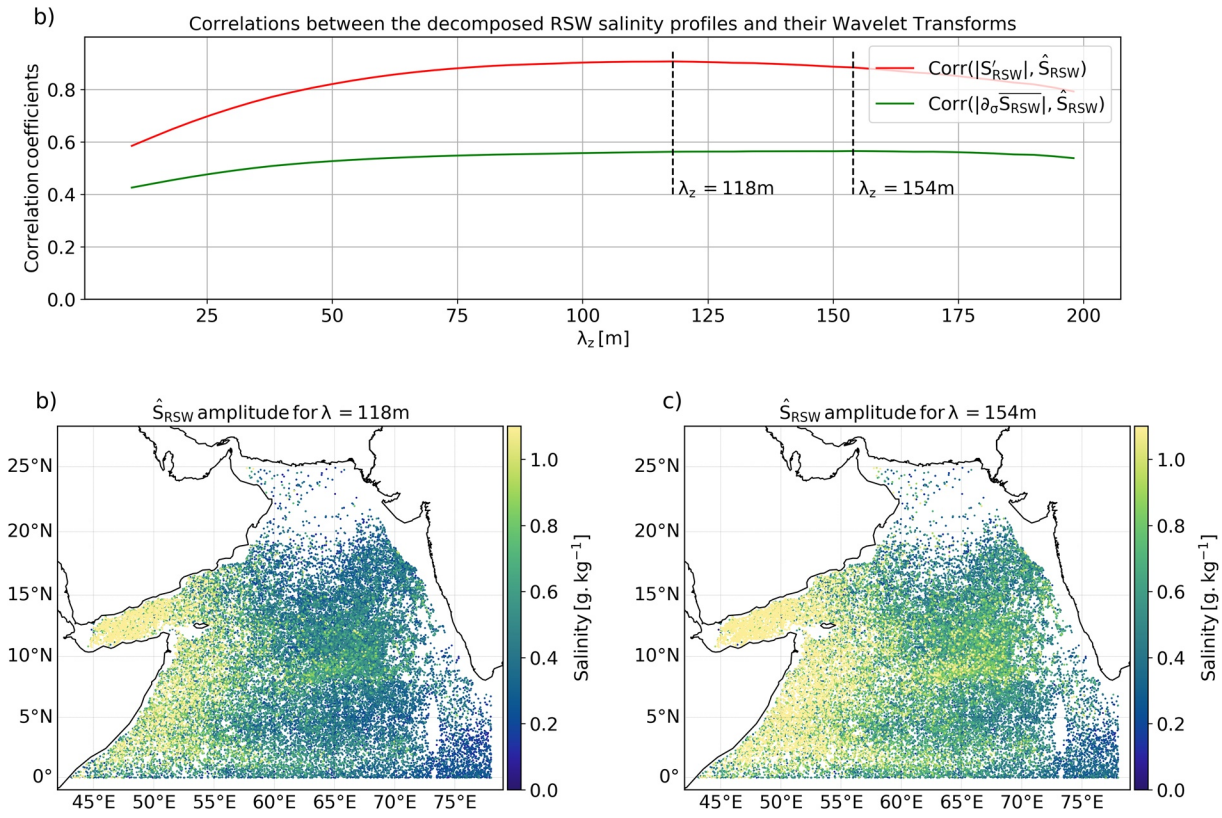 b)
Correlations between the decomposed RSW salinity profiles and their Wavelet Transforms
Correlation coefficients
0.8
0.6
0.4
0.2
0.0
Corr(|S′RSW|, ŜRSW)
Corr(|∂σS̅R̅S̅W̅|, ŜRSW)
λz = 118m
λz = 154m
25 50 75 100 125 150 175 200
λz [m]
b)
ŜRSW amplitude for λ = 118m
25°N
20°N
15°N
10°N
5°N
0°
45°E 50°E 55°E 60°E 65°E 70°E 75°E
1.0
0.8
0.6
0.4
0.2
0.0
Salinity [g. kg⁻¹]
c)
ŜRSW amplitude for λ = 154m
25°N
20°N
15°N
10°N
5°N
0°
45°E 50°E 55°E 60°E 65°E 70°E 75°E
1.0
0.8
0.6
0.4
0.2
0.0
Salinity [g. kg⁻¹]